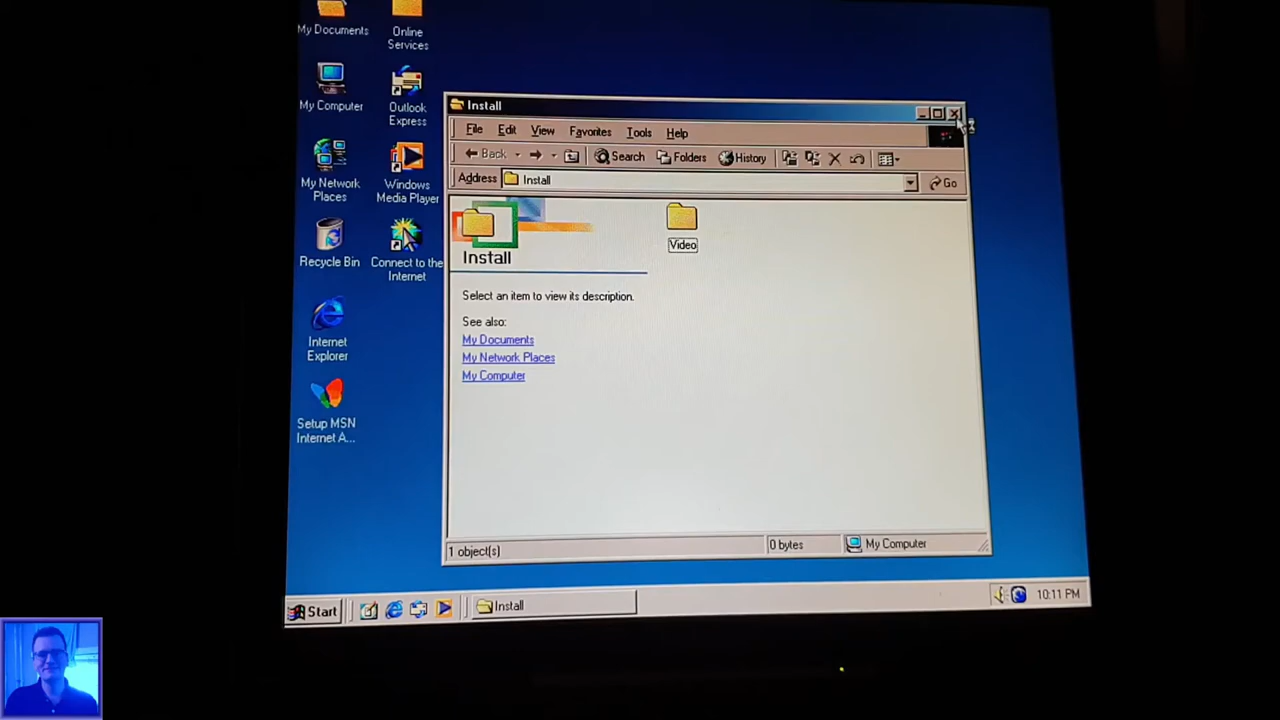 My Documents
Online
Services
My Computer
Outlook
Express
My Network
Places
Windows
Media Player
Recycle Bin
Connect to the
Internet
Internet
Explorer
Setup MSN
Internet A...
Install
File Edit View Favorites Tools Help
Back Search Folders History
Address Install Go
Video
Install
Select an item to view its description.
See also:
My Documents
My Network Places
My Computer
1 object(s) 0 bytes My Computer
Start Install 10:11 PM